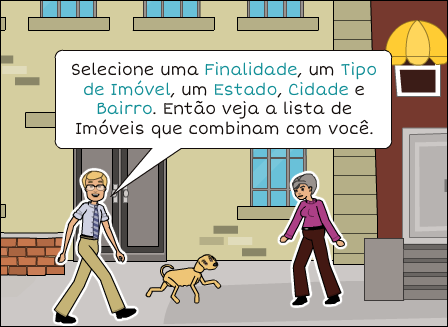 Selecione uma Finalidade, um Tipo
de Imóvel, um Estado, Cidade e
Bairro. Então veja a lista de
Imóveis que combinam com você.